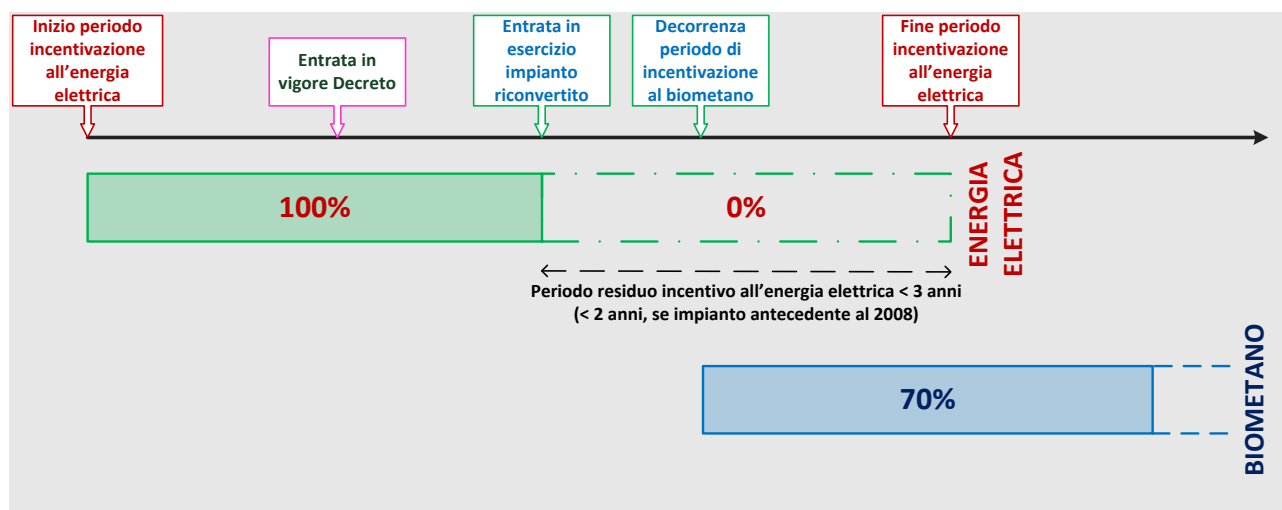 Inizio periodo
incentivazione
all’energia
elettrica
Entrata in
vigore Decreto
Entrata in
esercizio
impianto
riconvertito
Decorrenza
periodo di
incentivazione
al biometano
Fine periodo
incentivazione
all’energia
elettrica
100%
0%
ENERGIA
ELETTRICA
Periodo residuo incentivo all’energia elettrica < 3 anni
(< 2 anni, se impianto antecedente al 2008)
70%
BIOMETANO